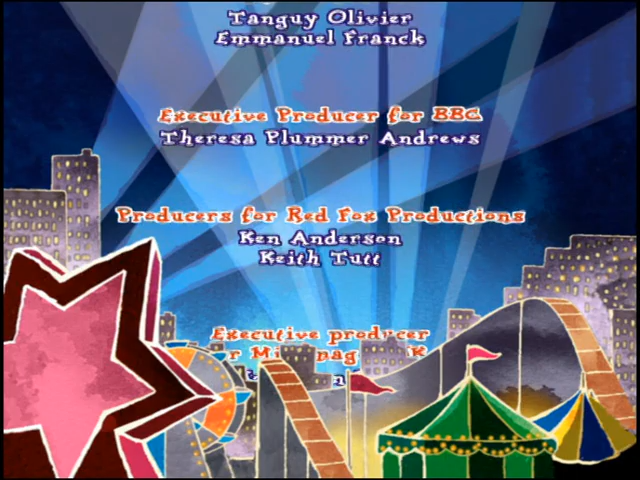 Tanguy Olivier
Emmanuel Franck
Executive Producer for BBC
Theresa Plummer Andrews
Producers for Red Fox Productions
Ken Anderson
Keith Tutt
Executive producer